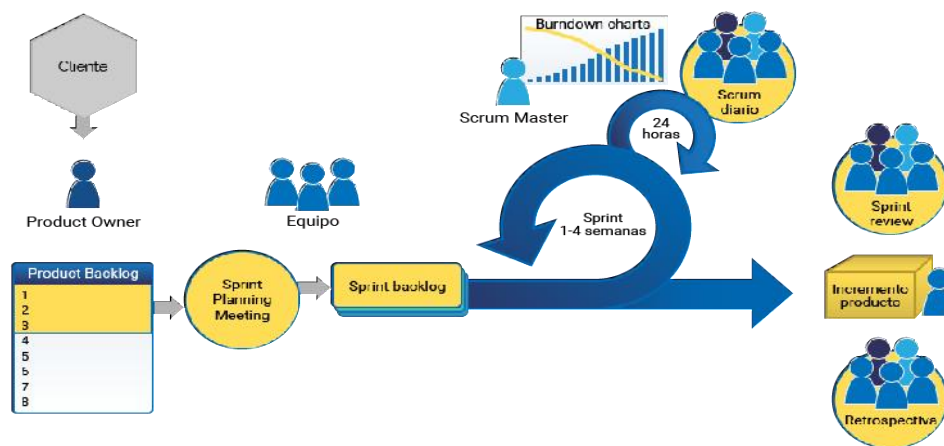 Burndown charts
Cliente
Scrum Master
Scrum
diario
24
horas
Product Owner
Equipo
Sprint
1-4 semanas
Sprint
review
Product Backlog
1
2
3
4
5
6
7
8
Sprint
Planning
Meeting
Sprint backlog
Incremento
producto
Retrospectiva